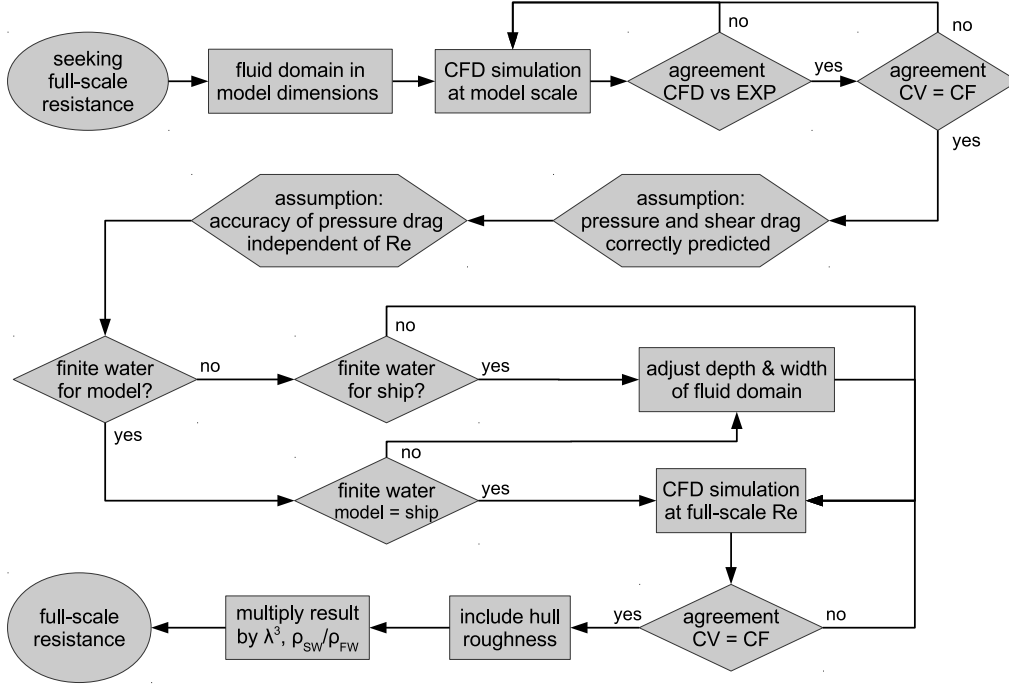 seeking
full-scale
resistance
fluid domain in
model dimensions
CFD simulation
at model scale
no
agreement
CFD vs EXP
yes
no
agreement
CV = CF
yes
assumption:
pressure and shear drag
correctly predicted
assumption:
accuracy of pressure drag
independent of Re
finite water
for model?
no
yes
no
finite water
for ship?
yes
adjust depth & width
of fluid domain
no
finite water
model = ship
yes
CFD simulation
at full-scale Re
agreement
CV = CF
no
yes
include hull
roughness
multiply result
by λ³, ρ_SW/ρ_FW
full-scale
resistance